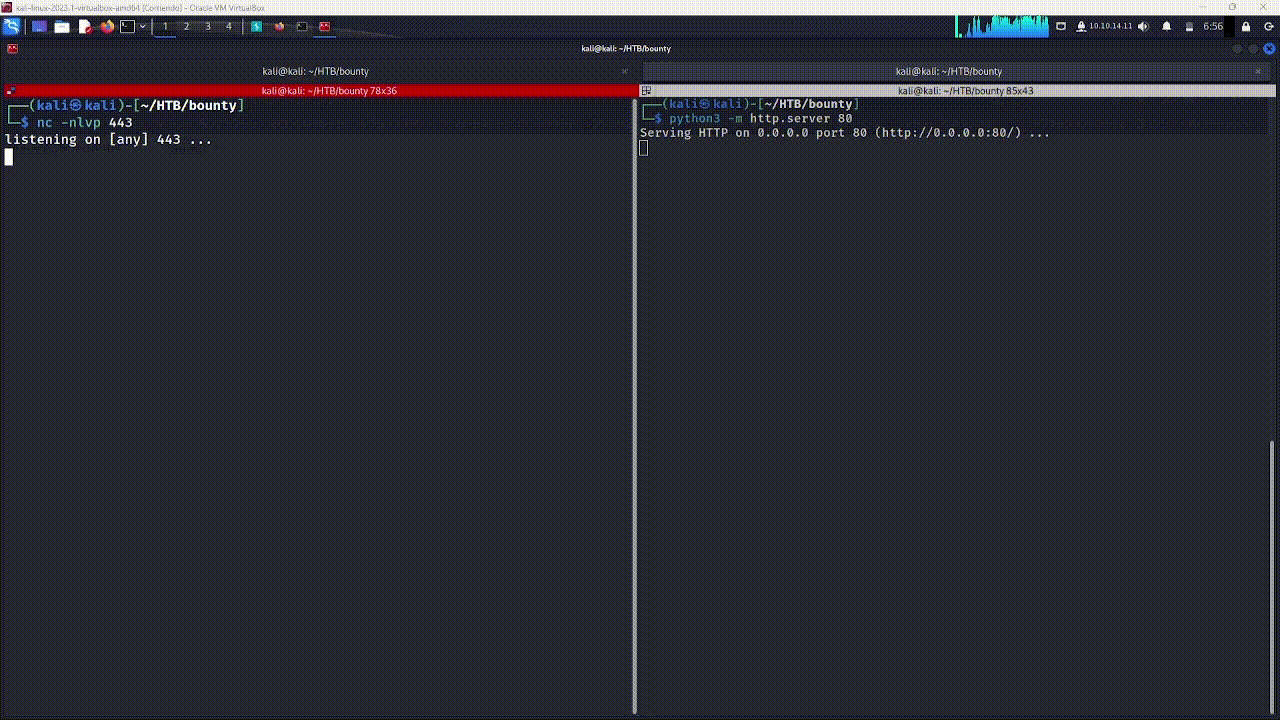 kali-linux-2023.1-virtualbox-amd64 [Corriendo] - Oracle VM VirtualBox
1 2 3 4
10.10.14.11
6:56
kali@kali: ~/HTB/bounty
kali@kali: ~/HTB/bounty
kali@kali: ~/HTB/bounty
kali@kali: ~/HTB/bounty 78x36
kali@kali: ~/HTB/bounty 85x43
┌──(kali㉿kali)-[~/HTB/bounty]
└─$ nc -nlvp 443
listening on [any] 443 ...
┌──(kali㉿kali)-[~/HTB/bounty]
└─$ python3 -m http.server 80
Serving HTTP on 0.0.0.0 port 80 (http://0.0.0.0:80/) ...